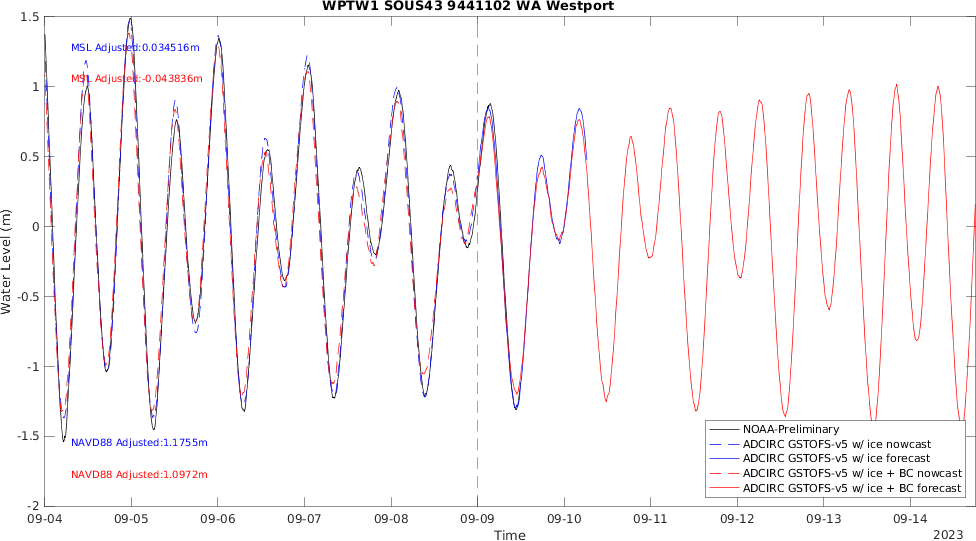 WPTW1 SOUS43 9441102 WA Westport
1.5
1
0.5
0
-0.5
-1
-1.5
-2
Water Level (m)
MSL Adjusted:0.034516m
MSL Adjusted:-0.043836m
NAVD88 Adjusted:1.1755m
NAVD88 Adjusted:1.0972m
NOAA-Preliminary
ADCIRC GSTOFS-v5 w/ ice nowcast
ADCIRC GSTOFS-v5 w/ ice forecast
ADCIRC GSTOFS-v5 w/ ice + BC nowcast
ADCIRC GSTOFS-v5 w/ ice + BC forecast
09-04 09-05 09-06 09-07 09-08 09-09 09-10 09-11 09-12 09-13 09-14
Time
2023